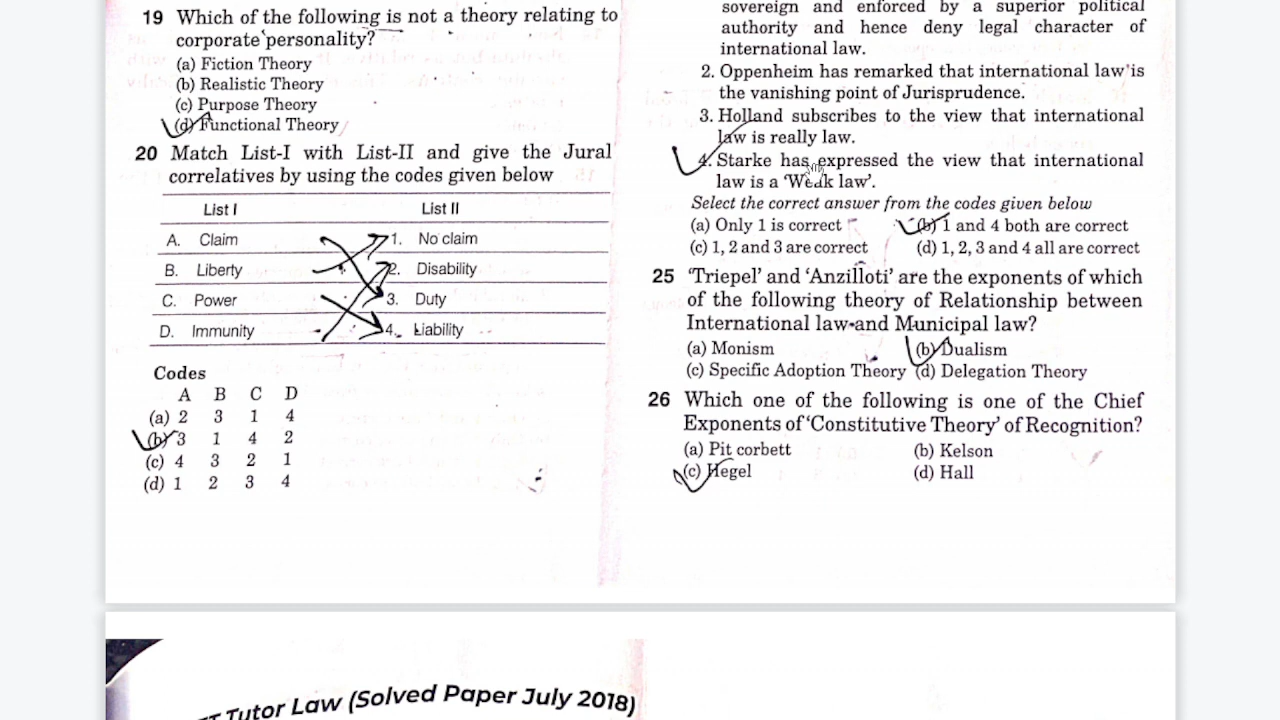 19 Which of the following is not a theory relating to
corporate personality?
(a) Fiction Theory
(b) Realistic Theory
(c) Purpose Theory
(d) Functional Theory
20 Match List-I with List-II and give the Jural
correlatives by using the codes given below
List I List II
A. Claim 1. No claim
B. Liberty 2. Disability
C. Power 3. Duty
D. Immunity 4. Liability
Codes
A B C D
(a) 2 3 1 4
(b) 3 1 4 2
(c) 4 3 2 1
(d) 1 2 3 4
sovereign and enforced by a superior political
authority and hence deny legal character of
international law.
2. Oppenheim has remarked that international law is
the vanishing point of Jurisprudence.
3. Holland subscribes to the view that international
law is really law.
4. Starke has expressed the view that international
law is a 'Weak law'.
Select the correct answer from the codes given below
(a) Only 1 is correct (b) 1 and 4 both are correct
(c) 1, 2 and 3 are correct (d) 1, 2, 3 and 4 all are correct
25 'Triepel' and 'Anzilloti' are the exponents of which
of the following theory of Relationship between
International law and Municipal law?
(a) Monism (b) Dualism
(c) Specific Adoption Theory (d) Delegation Theory
26 Which one of the following is one of the Chief
Exponents of 'Constitutive Theory' of Recognition?
(a) Pit corbett (b) Kelson
(c) Hegel (d) Hall
Tutor Law (Solved Paper July 2018)